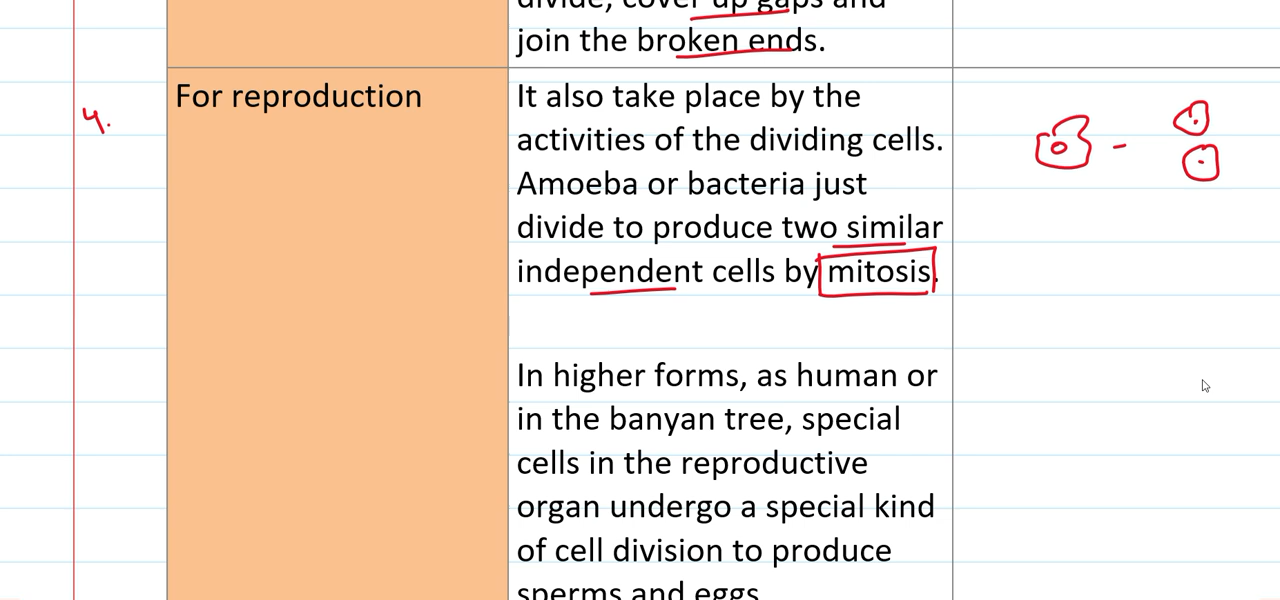 divide, cover up gaps and
join the broken ends.
4.
For reproduction
It also take place by the
activities of the dividing cells.
Amoeba or bacteria just
divide to produce two similar
independent cells by mitosis.
In higher forms, as human or
in the banyan tree, special
cells in the reproductive
organ undergo a special kind
of cell division to produce
sperms and eggs